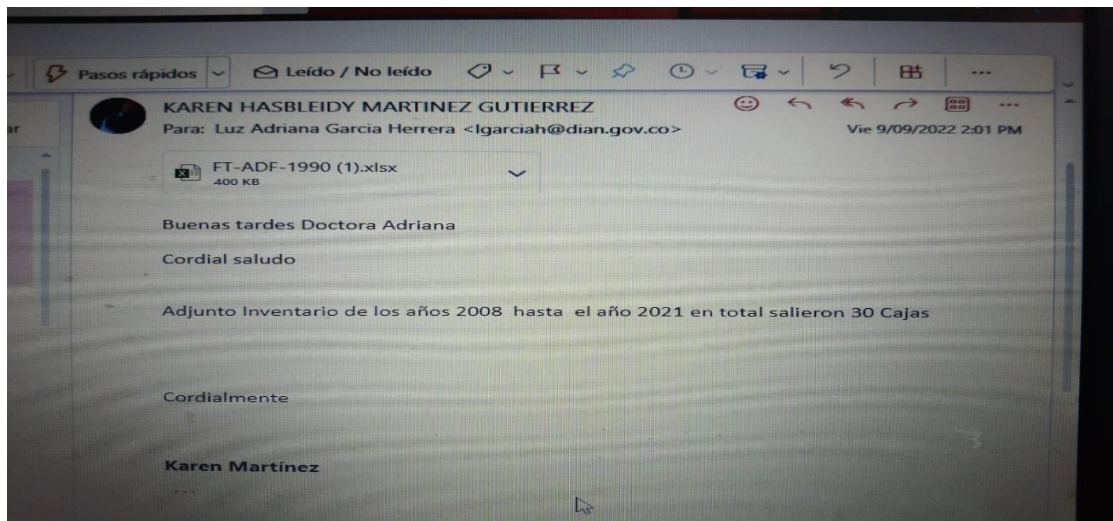 Pasos rápidos
Leído / No leído
KAREN HASBLEIDY MARTINEZ GUTIERREZ
Para: Luz Adriana Garcia Herrera <lgarciah@dian.gov.co>
Vie 9/09/2022 2:01 PM
FT-ADF-1990 (1).xlsx
400 KB
Buenas tardes Doctora Adriana
Cordial saludo
Adjunto Inventario de los años 2008 hasta el año 2021 en total salieron 30 Cajas
Cordialmente
Karen Martínez